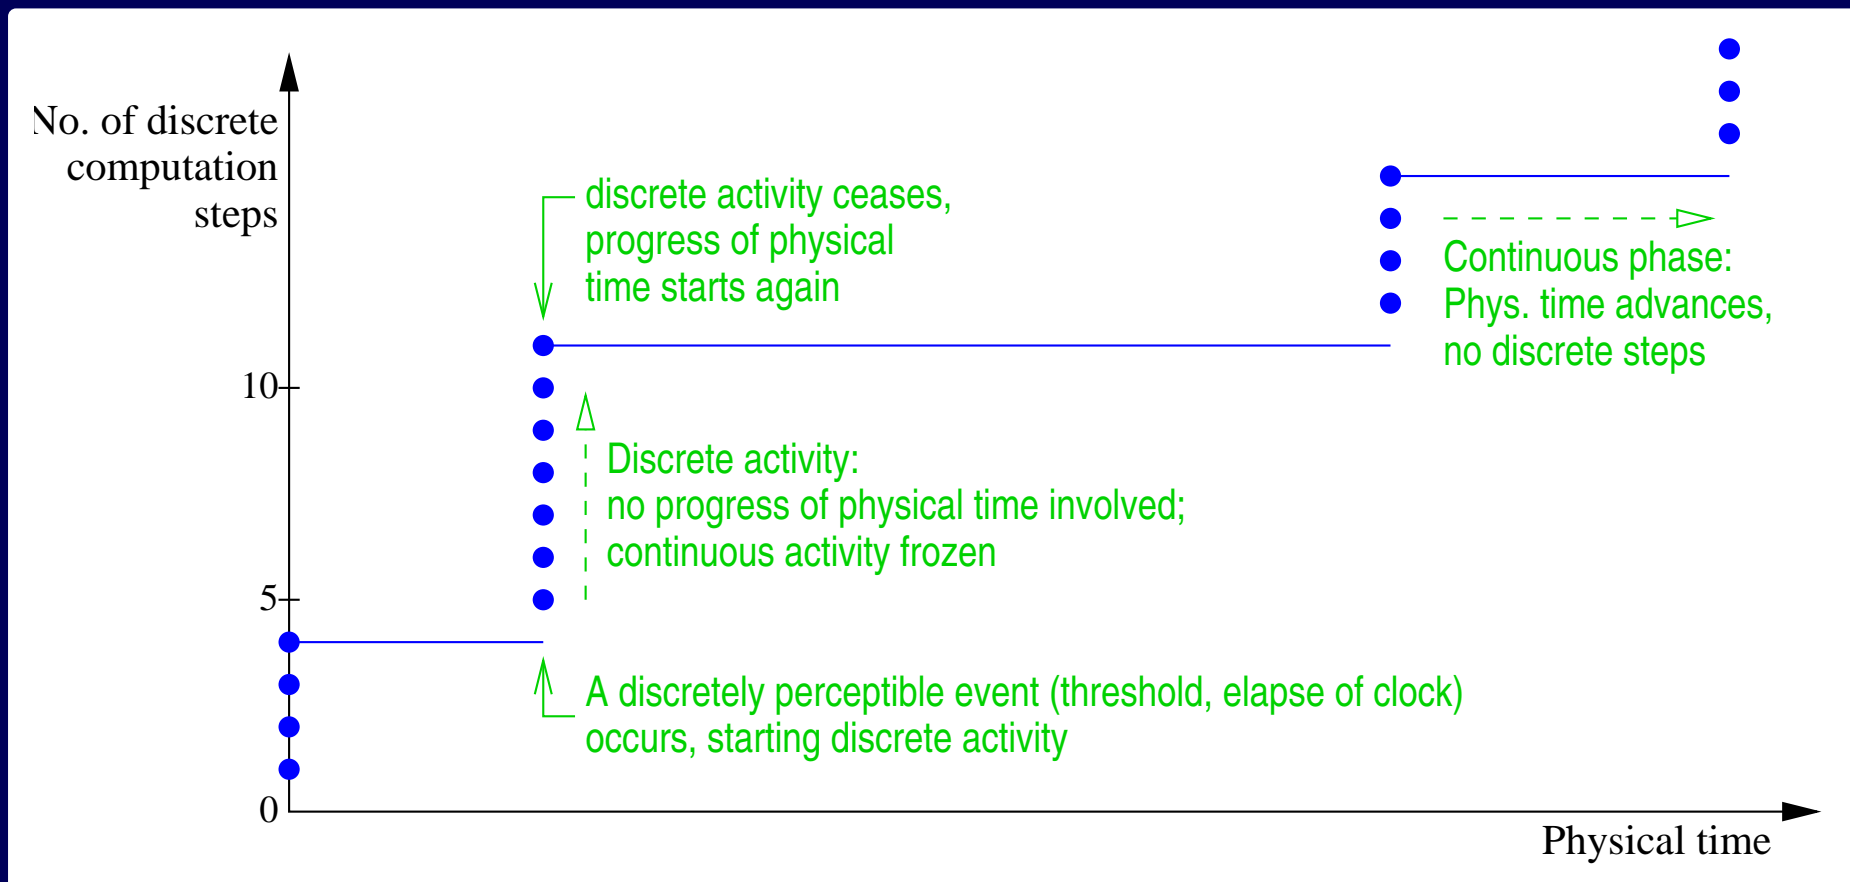 No. of discrete
computation
steps
discrete activity ceases,
progress of physical
time starts again
Continuous phase:
Phys. time advances,
no discrete steps
10
Discrete activity:
no progress of physical time involved;
continuous activity frozen
5
A discretely perceptible event (threshold, elapse of clock)
occurs, starting discrete activity
0
Physical time